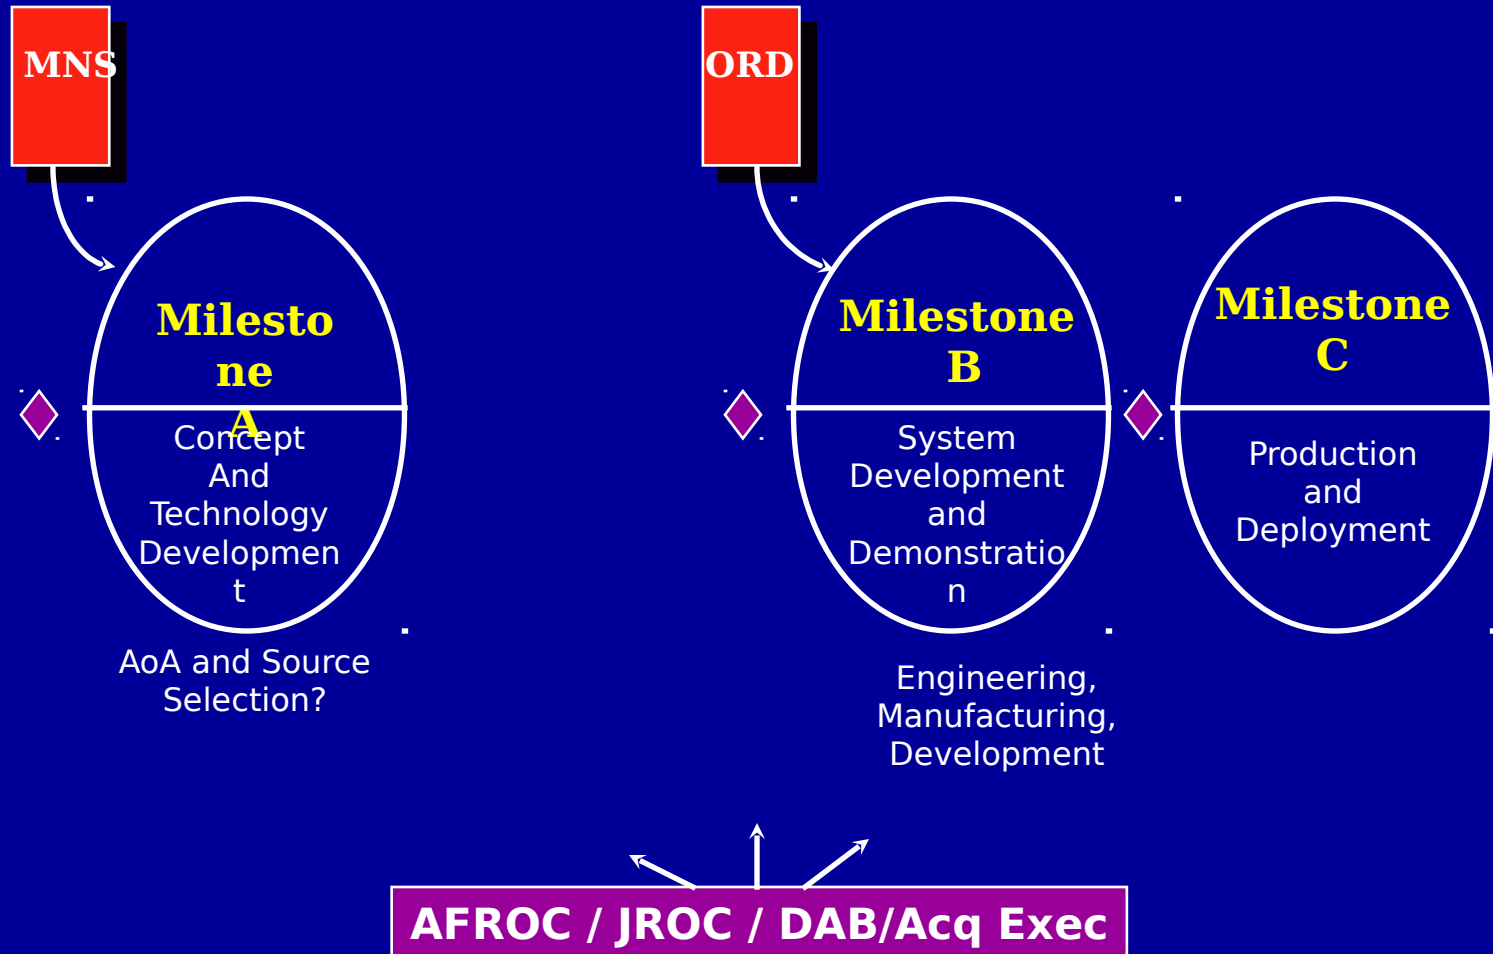 MNS
ORD
Milesto
ne
A
Concept
And
Technology
Developmen
t
AoA and Source
Selection?
Milestone
B
System
Development
and
Demonstratio
n
Engineering,
Manufacturing,
Development
Milestone
C
Production
and
Deployment
AFROC / JROC / DAB/Acq Exec